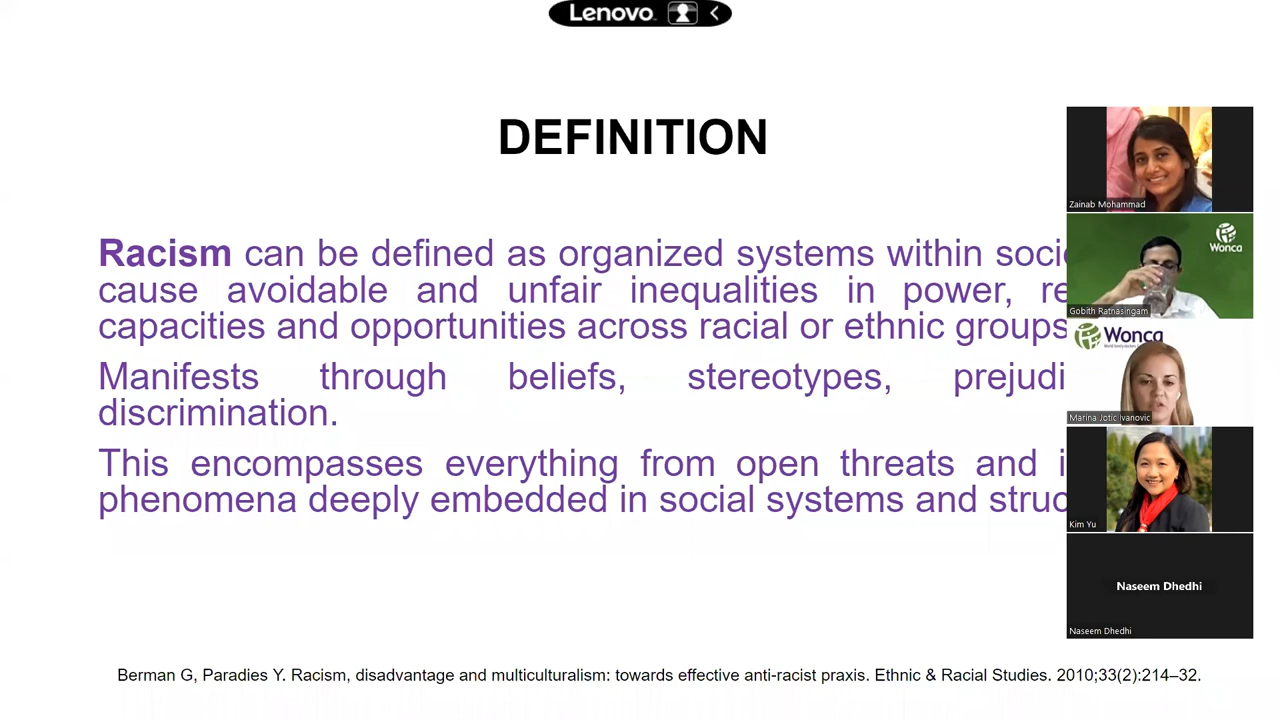 Lenovo
DEFINITION
Racism can be defined as organized systems within
cause avoidable and unfair inequalities in power,
capacities and opportunities across racial or ethnic groups
Manifests through beliefs, stereotypes,
discrimination.
This encompasses everything from open threats and
phenomena deeply embedded in social systems and
Berman G, Paradies Y. Racism, disadvantage and multiculturalism: towards effective anti-racist praxis. Ethnic & Racial Studies. 2010;33(2):214–32.
Zainab Mohammad
Wonca
Gobith Ratnasingam
Wonca
Marina Jotic Ivanovic
Kim Yu
Naseem Dhedhi
Naseem Dhedhi